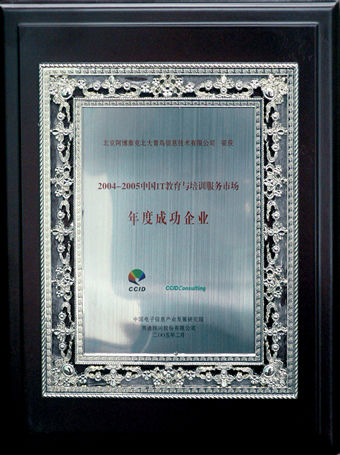 北京阿博泰克北大青鸟信息技术有限公司 荣获
2004-2005中国IT教育与培训服务市场
年度成功企业
CCID
CCIDConsulting
中国电子信息产业发展研究院
赛迪顾问股份有限公司
二〇〇五年二月